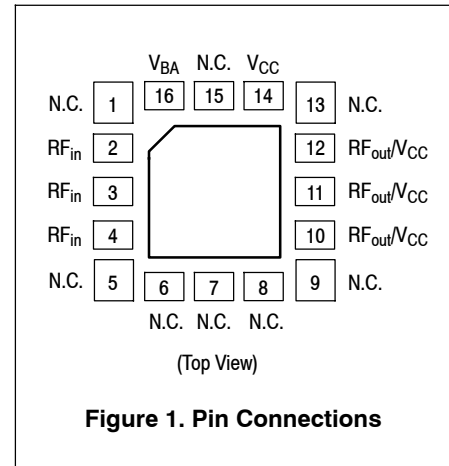 V_BA N.C. V_CC
N.C. 1 16 15 14 13 N.C.
RF_in 2 12 RF_out/V_CC
RF_in 3 11 RF_out/V_CC
RF_in 4 10 RF_out/V_CC
N.C. 5 6 7 8 9 N.C.
N.C. N.C. N.C.
(Top View)
Figure 1. Pin Connections